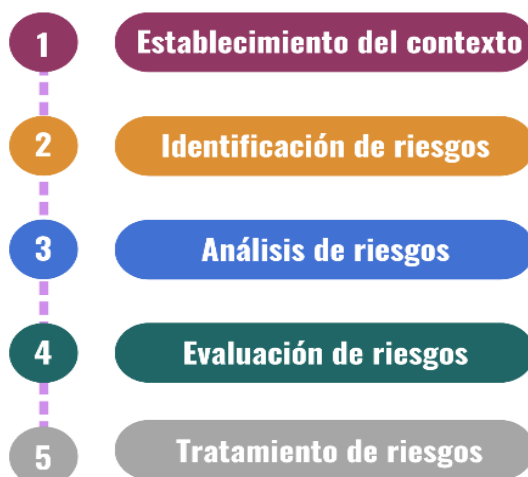 1 Establecimiento del contexto
2 Identificación de riesgos
3 Análisis de riesgos
4 Evaluación de riesgos
5 Tratamiento de riesgos